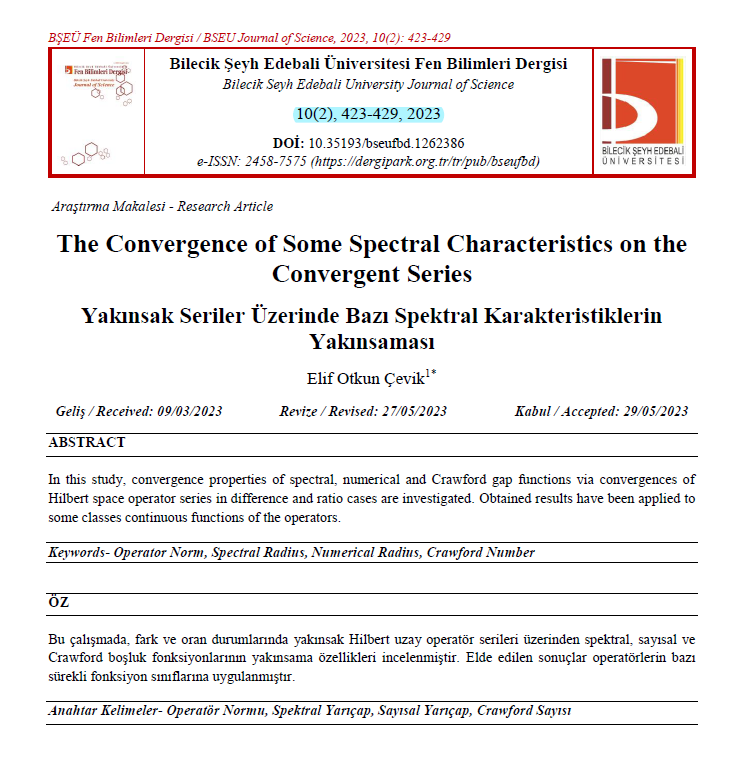 BŞEÜ Fen Bilimleri Dergisi / BSEU Journal of Science, 2023, 10(2): 423-429
Fen Bilimleri Dergisi
Journal of Science
Bilecik Şeyh Edebali Üniversitesi Fen Bilimleri Dergisi
Bilecik Seyh Edebali University Journal of Science
10(2), 423-429, 2023
DOİ: 10.35193/bseufbd.1262386
e-ISSN: 2458-7575 (https://dergipark.org.tr/tr/pub/bseufbd)
BİLECİK ŞEYH EDEBALİ
ÜNİVERSİTESİ
Araştırma Makalesi - Research Article
The Convergence of Some Spectral Characteristics on the
Convergent Series
Yakınsak Seriler Üzerinde Bazı Spektral Karakteristiklerin
Yakınsaması
Elif Otkun Çevik1*
Geliş / Received: 09/03/2023 Revize / Revised: 27/05/2023 Kabul / Accepted: 29/05/2023
ABSTRACT
In this study, convergence properties of spectral, numerical and Crawford gap functions via convergences of
Hilbert space operator series in difference and ratio cases are investigated. Obtained results have been applied to
some classes continuous functions of the operators.
Keywords- Operator Norm, Spectral Radius, Numerical Radius, Crawford Number
ÖZ
Bu çalışmada, fark ve oran durumlarında yakınsak Hilbert uzay operatör serileri üzerinden spektral, sayısal ve
Crawford boşluk fonksiyonlarının yakınsama özellikleri incelenmiştir. Elde edilen sonuçlar operatörlerin bazı
sürekli fonksiyon sınıflarına uygulanmıştır.
Anahtar Kelimeler- Operatör Normu, Spektral Yarıçap, Sayısal Yarıçap, Crawford Sayısı